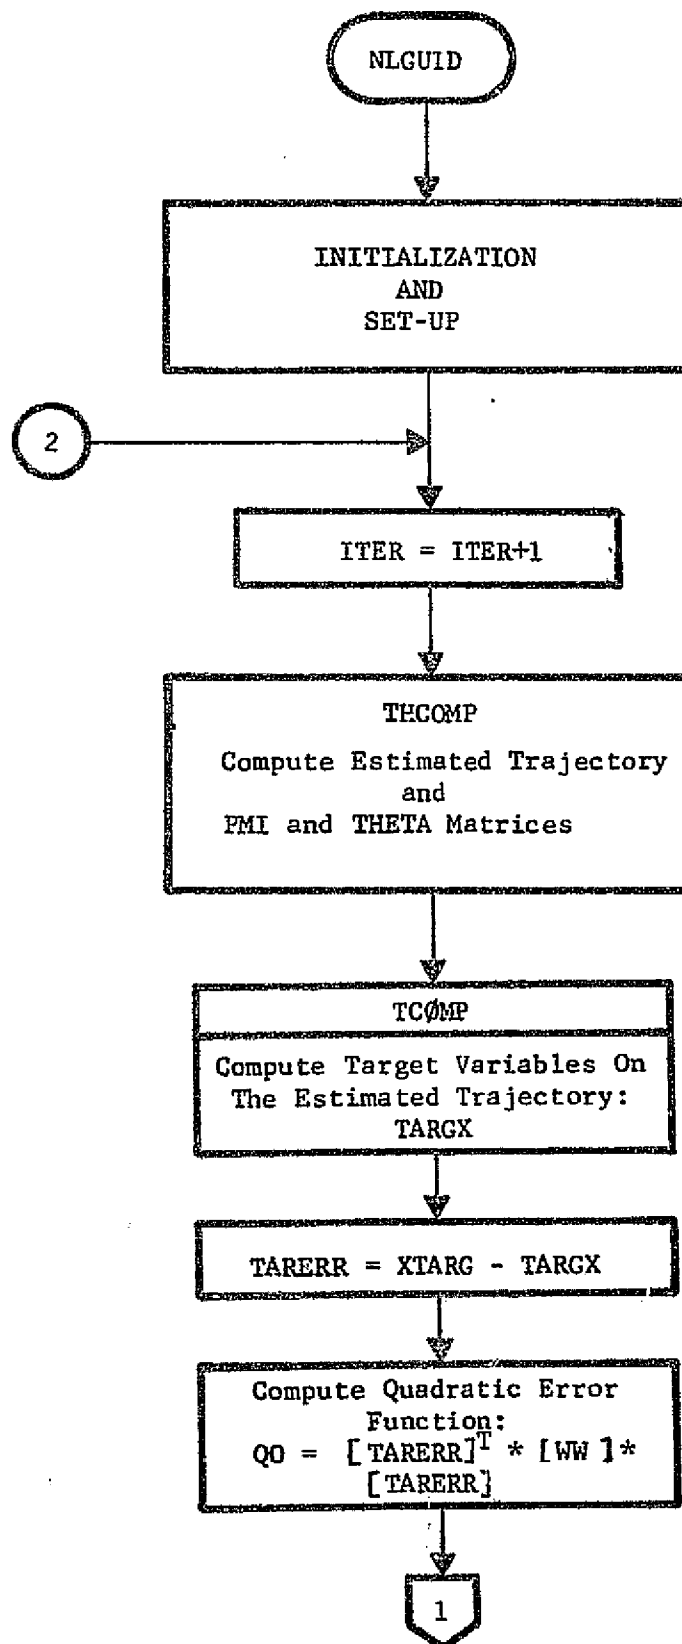 NLGUID
INITIALIZATION
AND
SET-UP
2
ITER = ITER+1
THCOMP
Compute Estimated Trajectory
and
PMI and THETA Matrices
TCØMP
Compute Target Variables On
The Estimated Trajectory:
TARGX
TARERR = XTARG - TARGX
Compute Quadratic Error
Function:
QO = [TARERR]ᵀ * [WW]*
[TARERR]
1